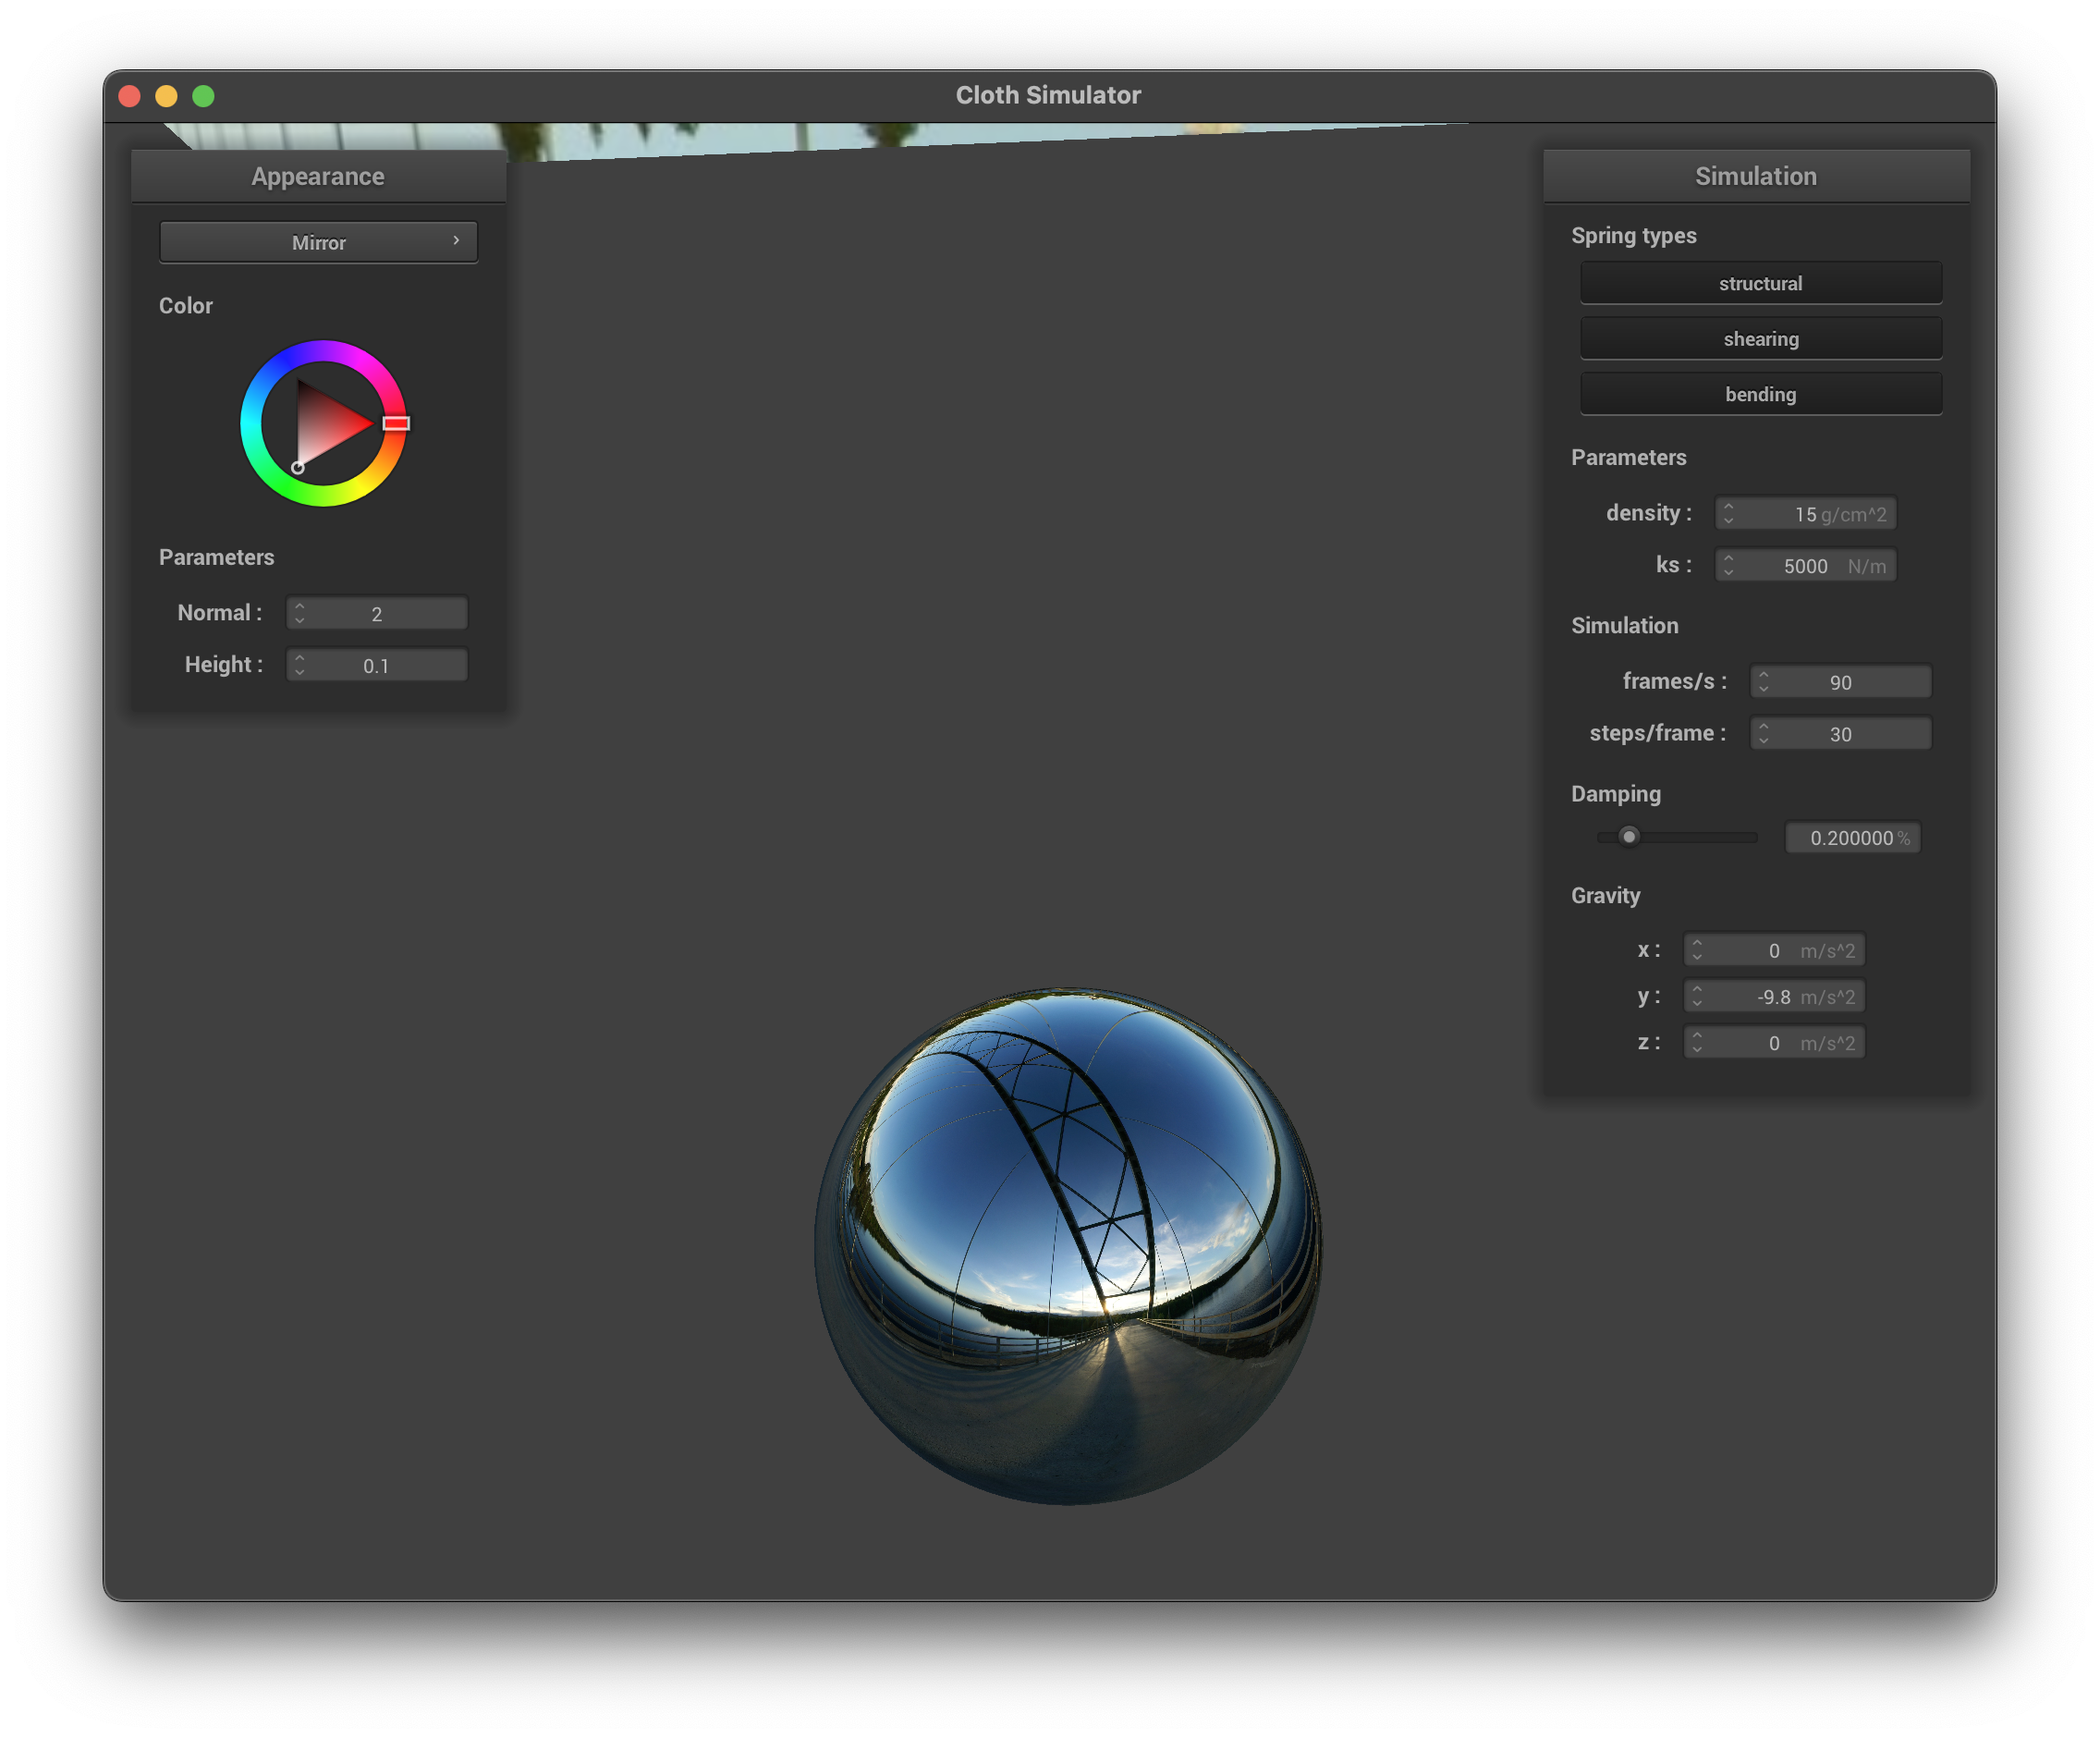 Cloth Simulator
Appearance
Mirror
Color
Parameters
Normal : 2
Height : 0.1
Simulation
Spring types
structural
shearing
bending
Parameters
density : 15 g/cm^2
ks : 5000 N/m
Simulation
frames/s : 90
steps/frame : 30
Damping
0.200000 %
Gravity
x : 0 m/s^2
y : -9.8 m/s^2
z : 0 m/s^2